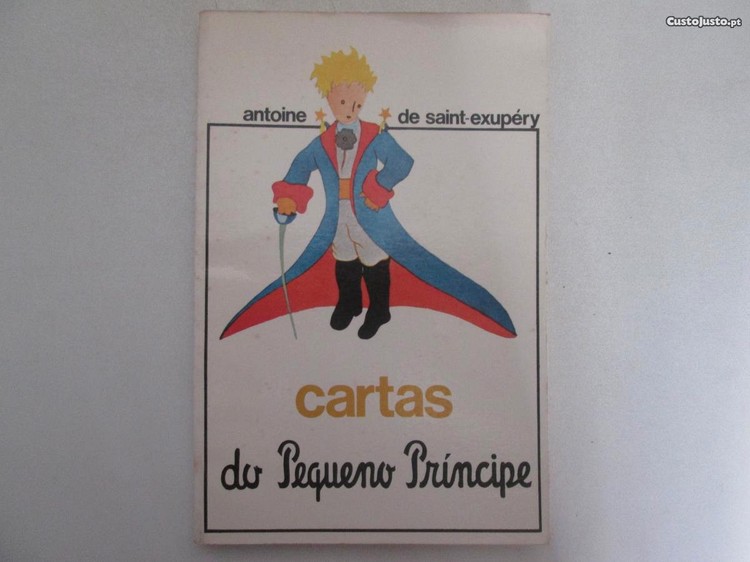 CustoJusto.pt
antoine de saint-exupéry
cartas
do Pequeno Príncipe